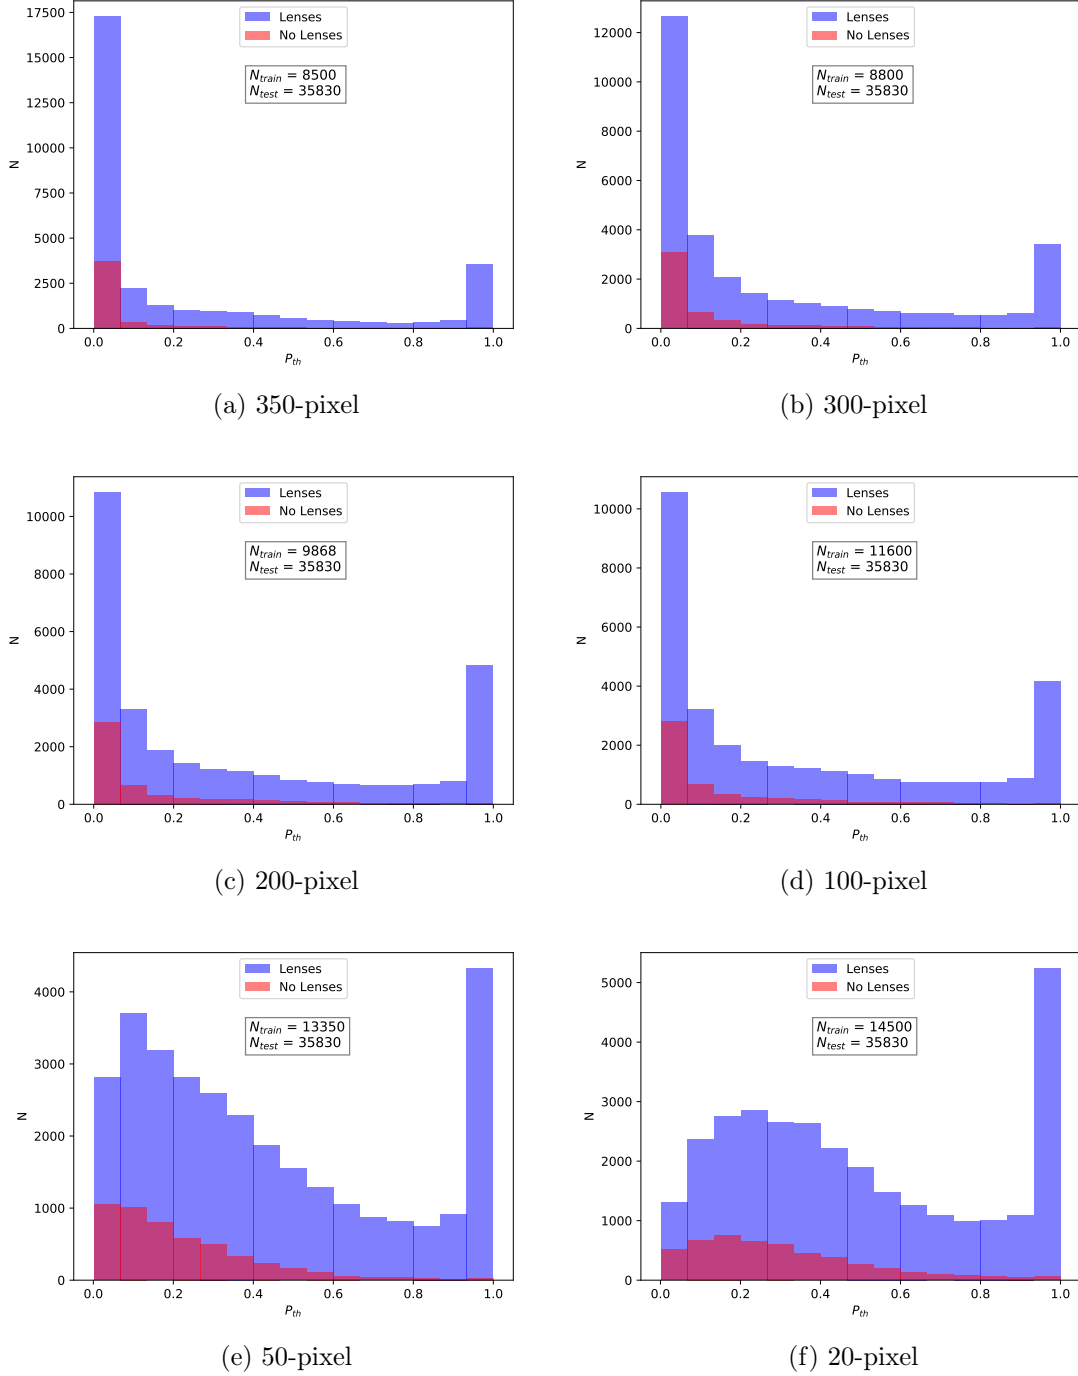 17500
15000
12500
10000
7500
5000
2500
0
N
Lenses
No Lenses
N_train = 8500
N_test = 35830
0.0 0.2 0.4 0.6 0.8 1.0
P_th
(a) 350-pixel
12000
10000
8000
6000
4000
2000
0
N
Lenses
No Lenses
N_train = 8800
N_test = 35830
0.0 0.2 0.4 0.6 0.8 1.0
P_th
(b) 300-pixel
10000
8000
6000
4000
2000
0
N
Lenses
No Lenses
N_train = 9868
N_test = 35830
0.0 0.2 0.4 0.6 0.8 1.0
P_th
(c) 200-pixel
10000
8000
6000
4000
2000
0
N
Lenses
No Lenses
N_train = 11600
N_test = 35830
0.0 0.2 0.4 0.6 0.8 1.0
P_th
(d) 100-pixel
4000
3000
2000
1000
0
N
Lenses
No Lenses
N_train = 13350
N_test = 35830
0.0 0.2 0.4 0.6 0.8 1.0
P_th
(e) 50-pixel
5000
4000
3000
2000
1000
0
N
Lenses
No Lenses
N_train = 14500
N_test = 35830
0.0 0.2 0.4 0.6 0.8 1.0
P_th
(f) 20-pixel